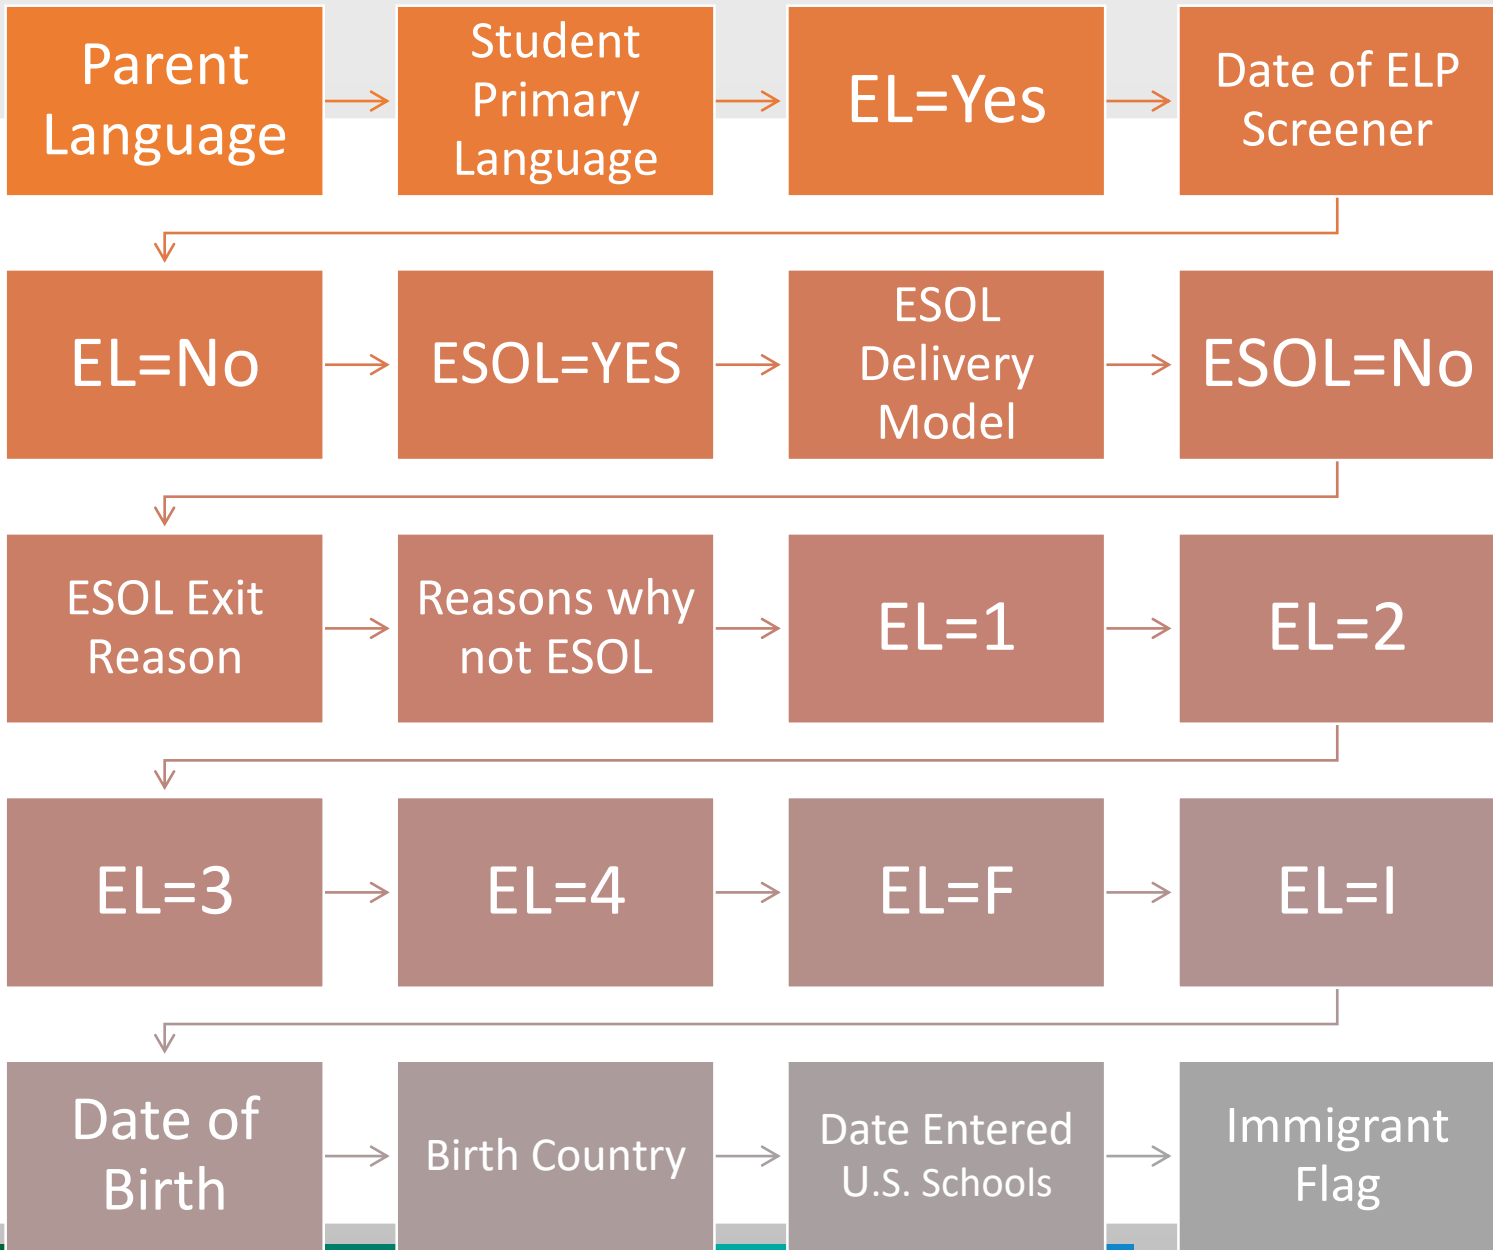 Parent
Language
Student
Primary
Language
EL=Yes
Date of ELP
Screener
EL=No
ESOL=YES
ESOL
Delivery
Model
ESOL=No
ESOL Exit
Reason
Reasons why
not ESOL
EL=1
EL=2
EL=3
EL=4
EL=F
EL=I
Date of
Birth
Birth Country
Date Entered
U.S. Schools
Immigrant
Flag